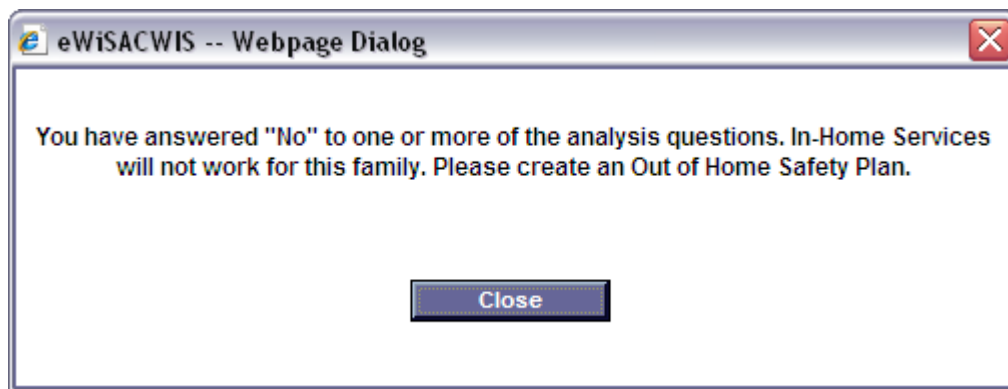 eWiSACWIS -- Webpage Dialog
You have answered "No" to one or more of the analysis questions. In-Home Services
will not work for this family. Please create an Out of Home Safety Plan.
Close